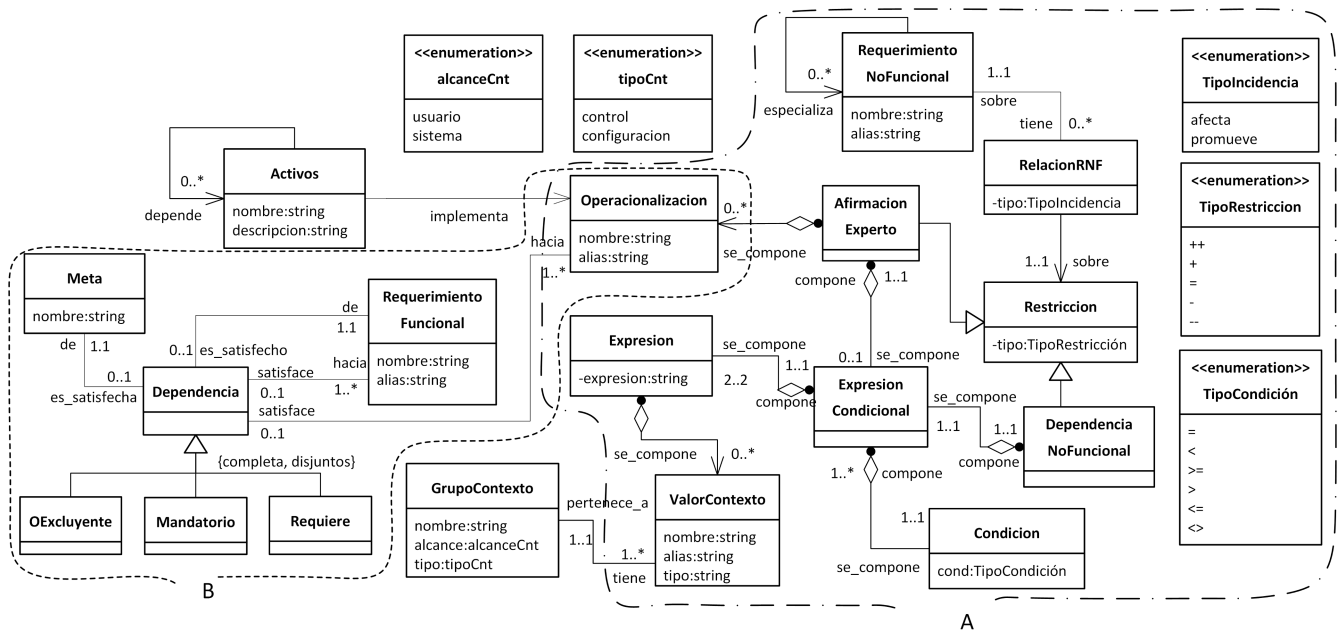 <<enumeration>>
alcanceCnt
usuario
sistema
<<enumeration>>
tipoCnt
control
configuracion
Requerimiento
NoFuncional
nombre:string
alias:string
0..*
especializa
1..1
sobre
tiene
0..*
<<enumeration>>
TipoIncidencia
afecta
promueve
RelacionRNF
-tipo:TipoIncidencia
<<enumeration>>
TipoRestriccion
++
+
=
-
--
Activos
nombre:string
descripcion:string
0..*
depende
implementa
Operacionalizacion
nombre:string
alias:string
hacia
1..*
0..*
se_compone
Afirmacion
Experto
compone
1..1
1..1
sobre
Restriccion
-tipo:TipoRestricción
Meta
nombre:string
de
1.1
0..1
es_satisfecha
Requerimiento
Funcional
nombre:string
alias:string
de
1.1
0..1
es_satisfecho
hacia
satisface
0..1
1..*
satisface
0..1
Dependencia
{completa, disjuntos}
OExcluyente
Mandatorio
Requiere
B
Expresion
-expresion:string
se_compone
1..1
2..2
compone
0..1
se_compone
Expresion
Condicional
se_compone
1..1
1..1
compone
Dependencia
NoFuncional
<<enumeration>>
TipoCondición
=
<
>=
>
<=
<>
se_compone
0..*
GrupoContexto
nombre:string
alcance:alcanceCnt
tipo:tipoCnt
pertenece_a
1..1
1..*
tiene
ValorContexto
nombre:string
alias:string
tipo:string
1..*
compone
1..1
se_compone
Condicion
cond:TipoCondición
A